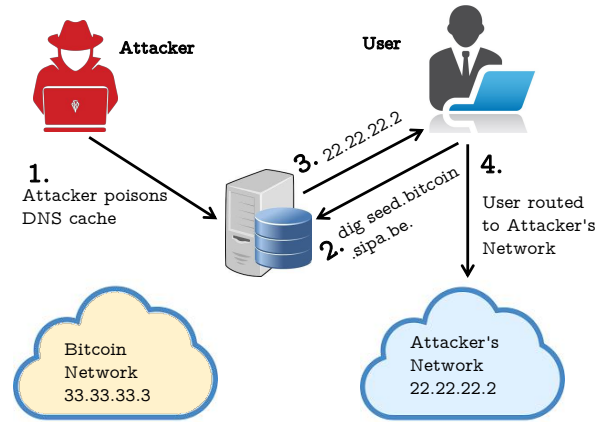 Attacker
User
1.
Attacker poisons
DNS cache
3. 22.22.22.2
2. dig seed.bitcoin
.sipa.be.
4.
User routed
to Attacker's
Network
Bitcoin
Network
33.33.33.3
Attacker's
Network
22.22.22.2